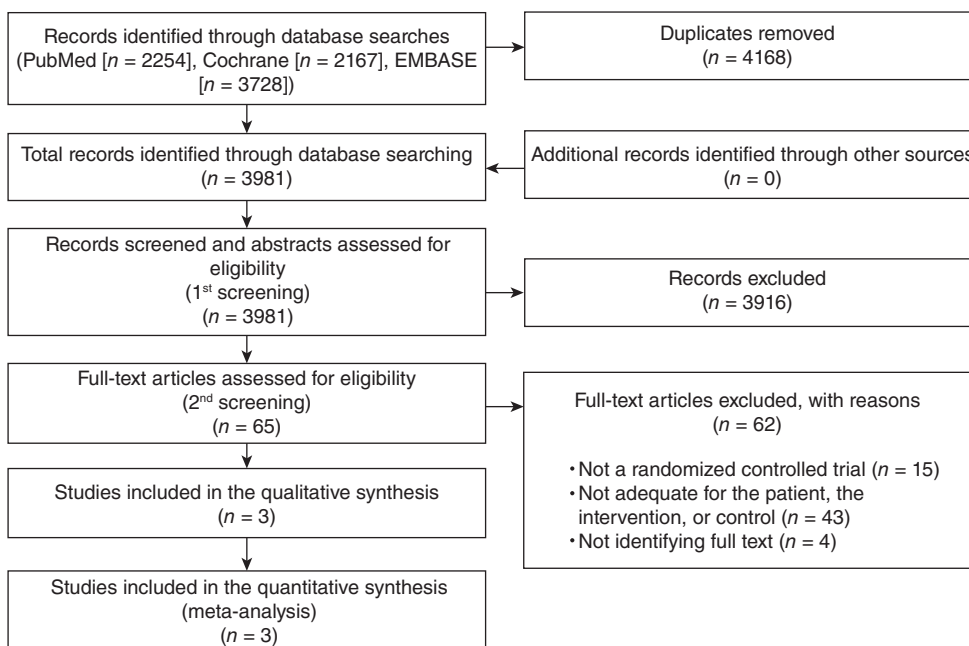 Records identified through database searches
(PubMed [n = 2254], Cochrane [n = 2167], EMBASE
[n = 3728])
Duplicates removed
(n = 4168)
Total records identified through database searching
(n = 3981)
Additional records identified through other sources
(n = 0)
Records screened and abstracts assessed for
eligibility
(1st screening)
(n = 3981)
Records excluded
(n = 3916)
Full-text articles assessed for eligibility
(2nd screening)
(n = 65)
Full-text articles excluded, with reasons
(n = 62)
• Not a randomized controlled trial (n = 15)
• Not adequate for the patient, the
intervention, or control (n = 43)
• Not identifying full text (n = 4)
Studies included in the qualitative synthesis
(n = 3)
Studies included in the quantitative synthesis
(meta-analysis)
(n = 3)